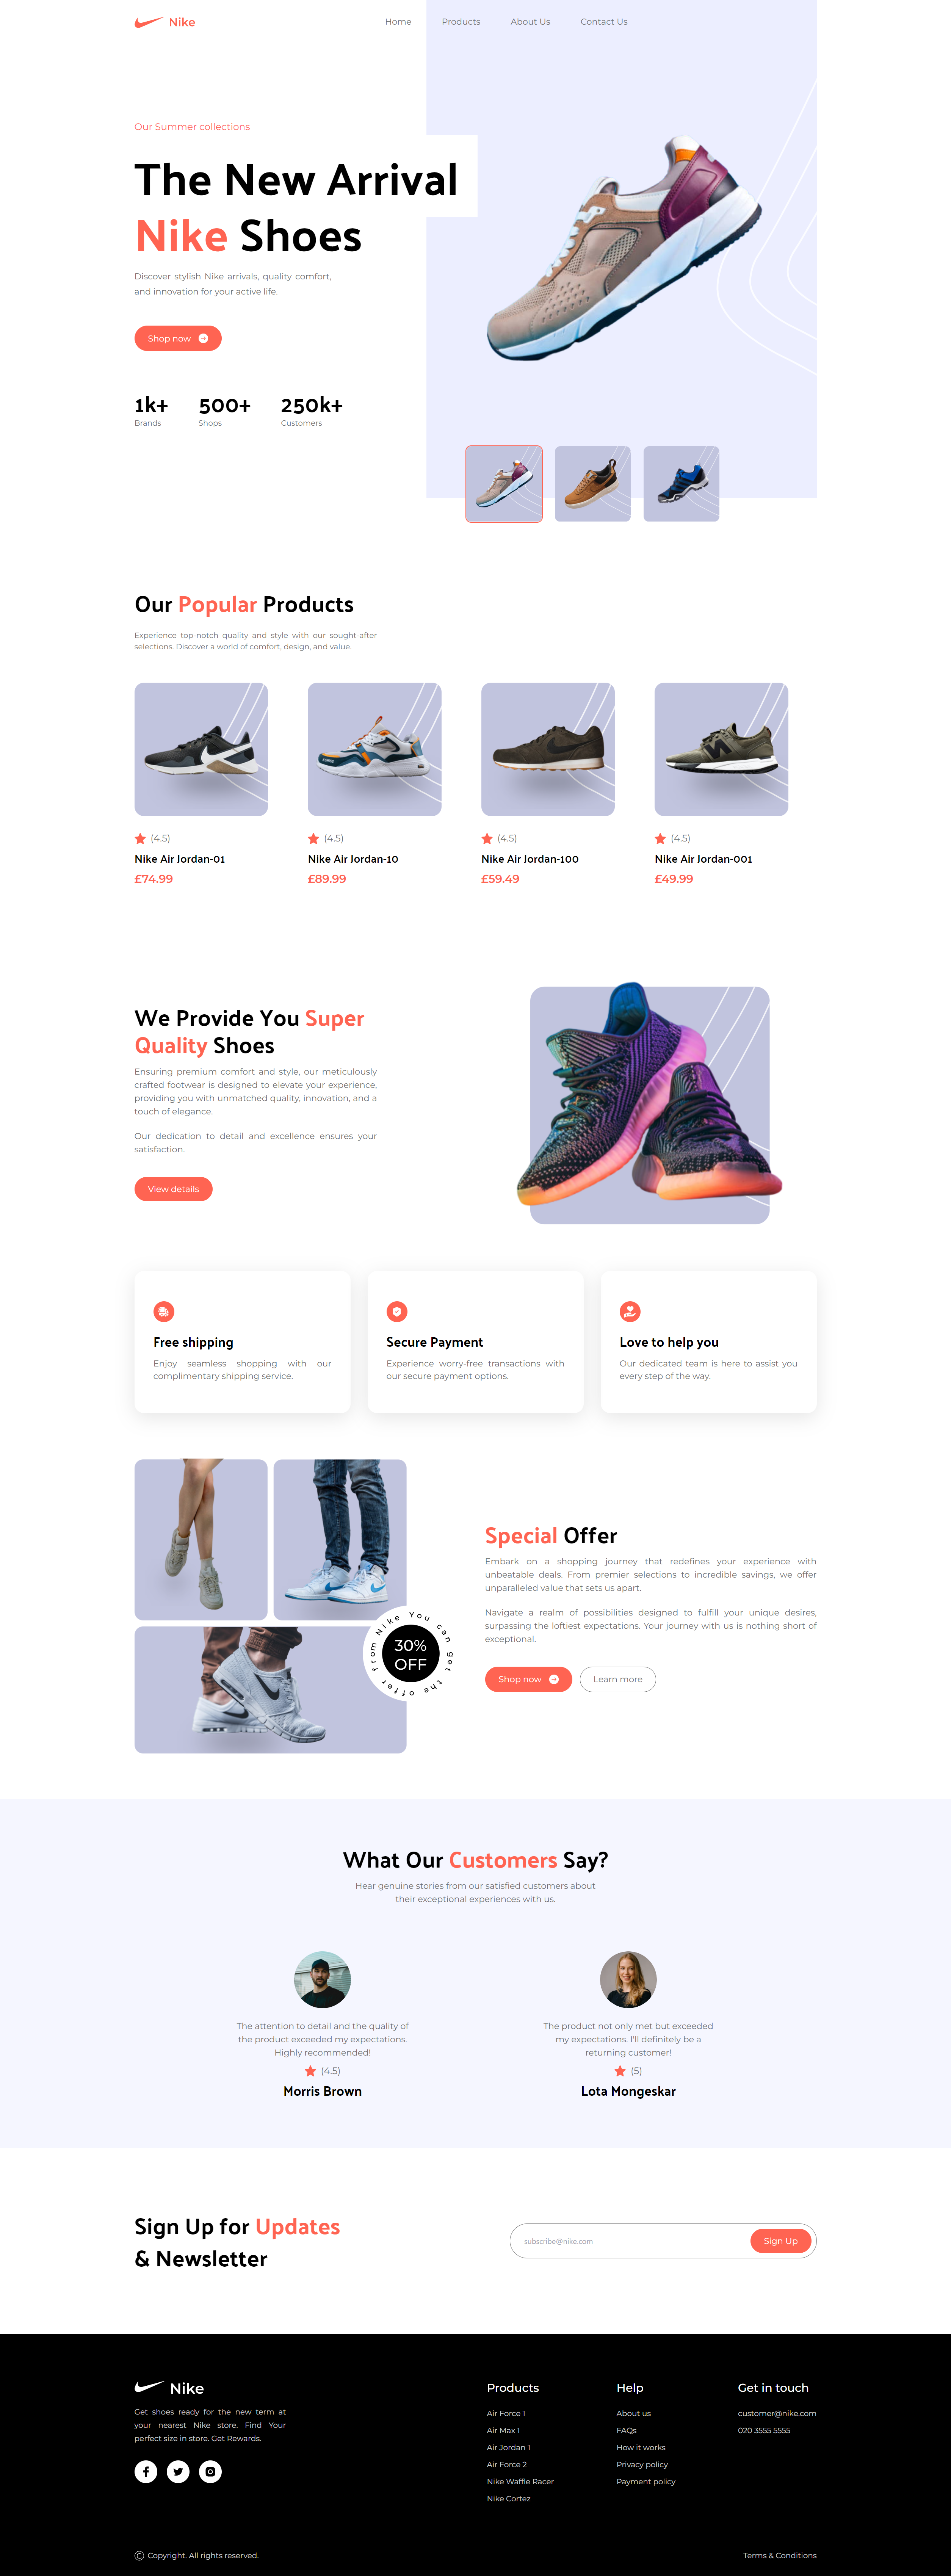 Nike
Home
Products
About Us
Contact Us
Our Summer collections
The New Arrival
Nike Shoes
Discover stylish Nike arrivals, quality comfort,
and innovation for your active life.
Shop now
1k+
Brands
500+
Shops
250k+
Customers
Our Popular Products
Experience top-notch quality and style with our sought-after
selections. Discover a world of comfort, design, and value.
(4.5)
Nike Air Jordan-01
£74.99
(4.5)
Nike Air Jordan-10
£89.99
(4.5)
Nike Air Jordan-100
£59.49
(4.5)
Nike Air Jordan-001
£49.99
We Provide You Super
Quality Shoes
Ensuring premium comfort and style, our meticulously
crafted footwear is designed to elevate your experience,
providing you with unmatched quality, innovation, and a
touch of elegance.
Our dedication to detail and excellence ensures your
satisfaction.
View details
Free shipping
Enjoy seamless shopping with our
complimentary shipping service.
Secure Payment
Experience worry-free transactions with
our secure payment options.
Love to help you
Our dedicated team is here to assist you
every step of the way.
You can get the offer from Nike
30%
OFF
Special Offer
Embark on a shopping journey that redefines your experience with
unbeatable deals. From premier selections to incredible savings, we offer
unparalleled value that sets us apart.
Navigate a realm of possibilities designed to fulfill your unique desires,
surpassing the loftiest expectations. Your journey with us is nothing short of
exceptional.
Shop now
Learn more
What Our Customers Say?
Hear genuine stories from our satisfied customers about
their exceptional experiences with us.
The attention to detail and the quality of
the product exceeded my expectations.
Highly recommended!
(4.5)
Morris Brown
The product not only met but exceeded
my expectations. I'll definitely be a
returning customer!
(5)
Lota Mongeskar
Sign Up for Updates
& Newsletter
subscribe@nike.com
Sign Up
Nike
Get shoes ready for the new term at
your nearest Nike store. Find Your
perfect size in store. Get Rewards.
Products
Air Force 1
Air Max 1
Air Jordan 1
Air Force 2
Nike Waffle Racer
Nike Cortez
Help
About us
FAQs
How it works
Privacy policy
Payment policy
Get in touch
customer@nike.com
020 3555 5555
© Copyright. All rights reserved.
Terms & Conditions